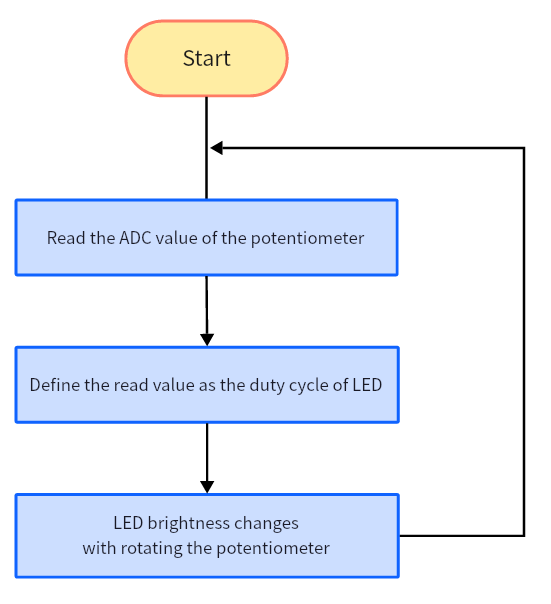 Start
Read the ADC value of the potentiometer
Define the read value as the duty cycle of LED
LED brightness changes
with rotating the potentiometer